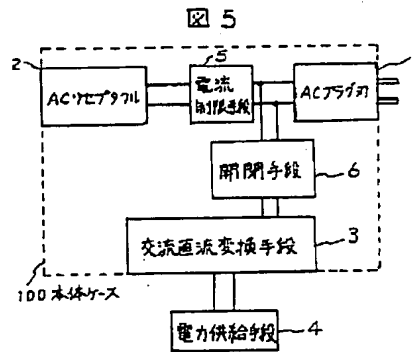 図 5
2
ACリセプタクル
5
電流
制限手段
ACプラグ刃
開閉手段
6
交流直流変換手段
3
100 本体ケース
電力供給手段
4